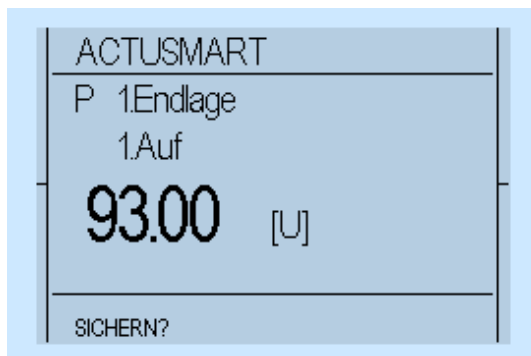 ACTUSMART
P 1.Endlage
1.Auf
93.00 [U]
SICHERN?